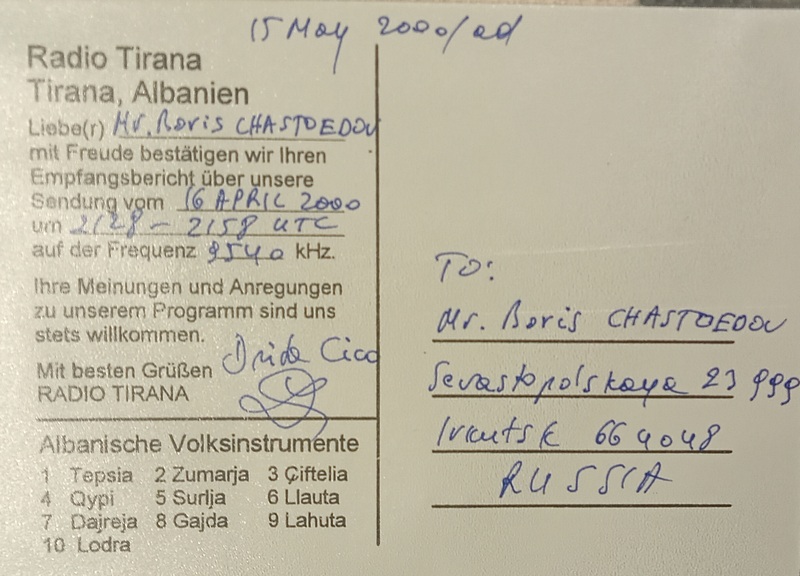 15 May 2000/ad
Radio Tirana
Tirana, Albanien
Liebe(r) Mr. Boris CHASTOEDOV
mit Freude bestätigen wir Ihren
Empfangsbericht über unsere
Sendung vom 16 APRIL 2000
um 2128 - 2158 UTC
auf der Frequenz 9540 kHz.
Ihre Meinungen und Anregungen
zu unserem Programm sind uns
stets willkommen.
Mit besten Grüßen Drida Cico
RADIO TIRANA
Albanische Volksinstrumente
1 Tepsia 2 Zumarja 3 Çiftelia
4 Qypi 5 Surlja 6 Llauta
7 Dajreja 8 Gajda 9 Lahuta
10 Lodra
TO:
Mr. Boris CHASTOEDOV
Sevastopolskaya 23
Irkutsk 664048
RUSSIA